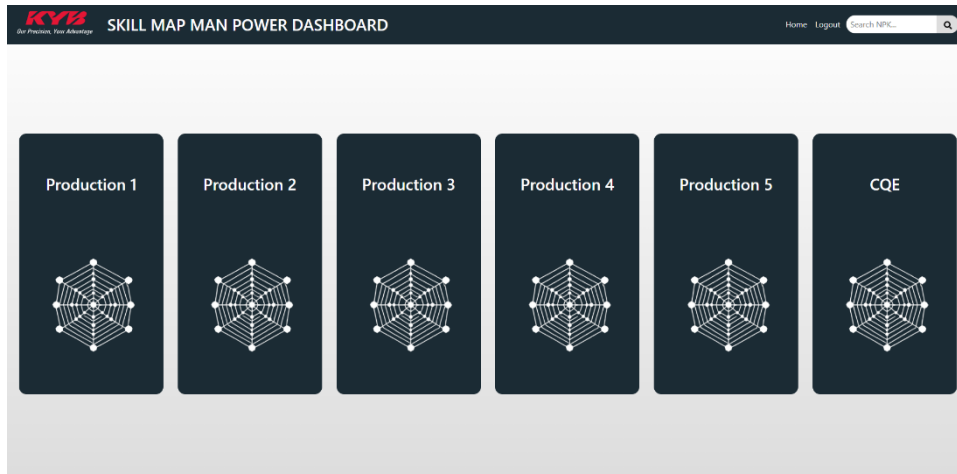 KYB
Our Precision, Your Advantage
SKILL MAP MAN POWER DASHBOARD
Home Logout Search NPK...
Production 1
Production 2
Production 3
Production 4
Production 5
CQE